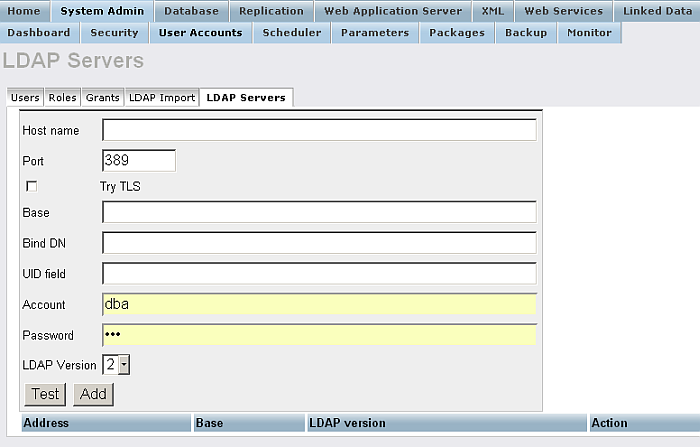 Home System Admin Database Replication Web Application Server XML Web Services Linked Data
Dashboard Security User Accounts Scheduler Parameters Packages Backup Monitor
LDAP Servers
Users Roles Grants LDAP Import LDAP Servers
Host name
Port 389
Try TLS
Base
Bind DN
UID field
Account dba
Password •••
LDAP Version 2
Test Add
Address Base LDAP version Action